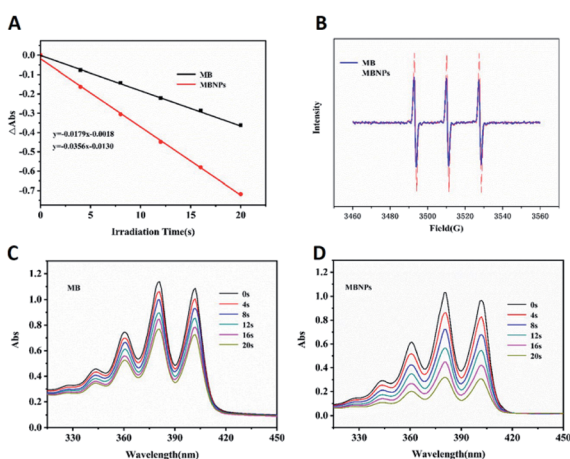 A
0.0
-0.1
-0.2
-0.3
-0.4
-0.5
-0.6
-0.7
△Abs
MB
MBNPs
y=-0.0179x-0.0018
y=-0.0356x-0.0130
0 5 10 15 20
Irradiation Time(s)
B
MB
MBNPs
Intensity
3460 3480 3500 3520 3540 3560
Field(G)
C
MB
1.2
1.0
0.8
0.6
0.4
0.2
0.0
Abs
0s
4s
8s
12s
16s
20s
330 360 390 420 450
Wavelength(nm)
D
MBNPs
1.2
1.0
0.8
0.6
0.4
0.2
0.0
Abs
0s
4s
8s
12s
16s
20s
330 360 390 420 450
Wavelength(nm)